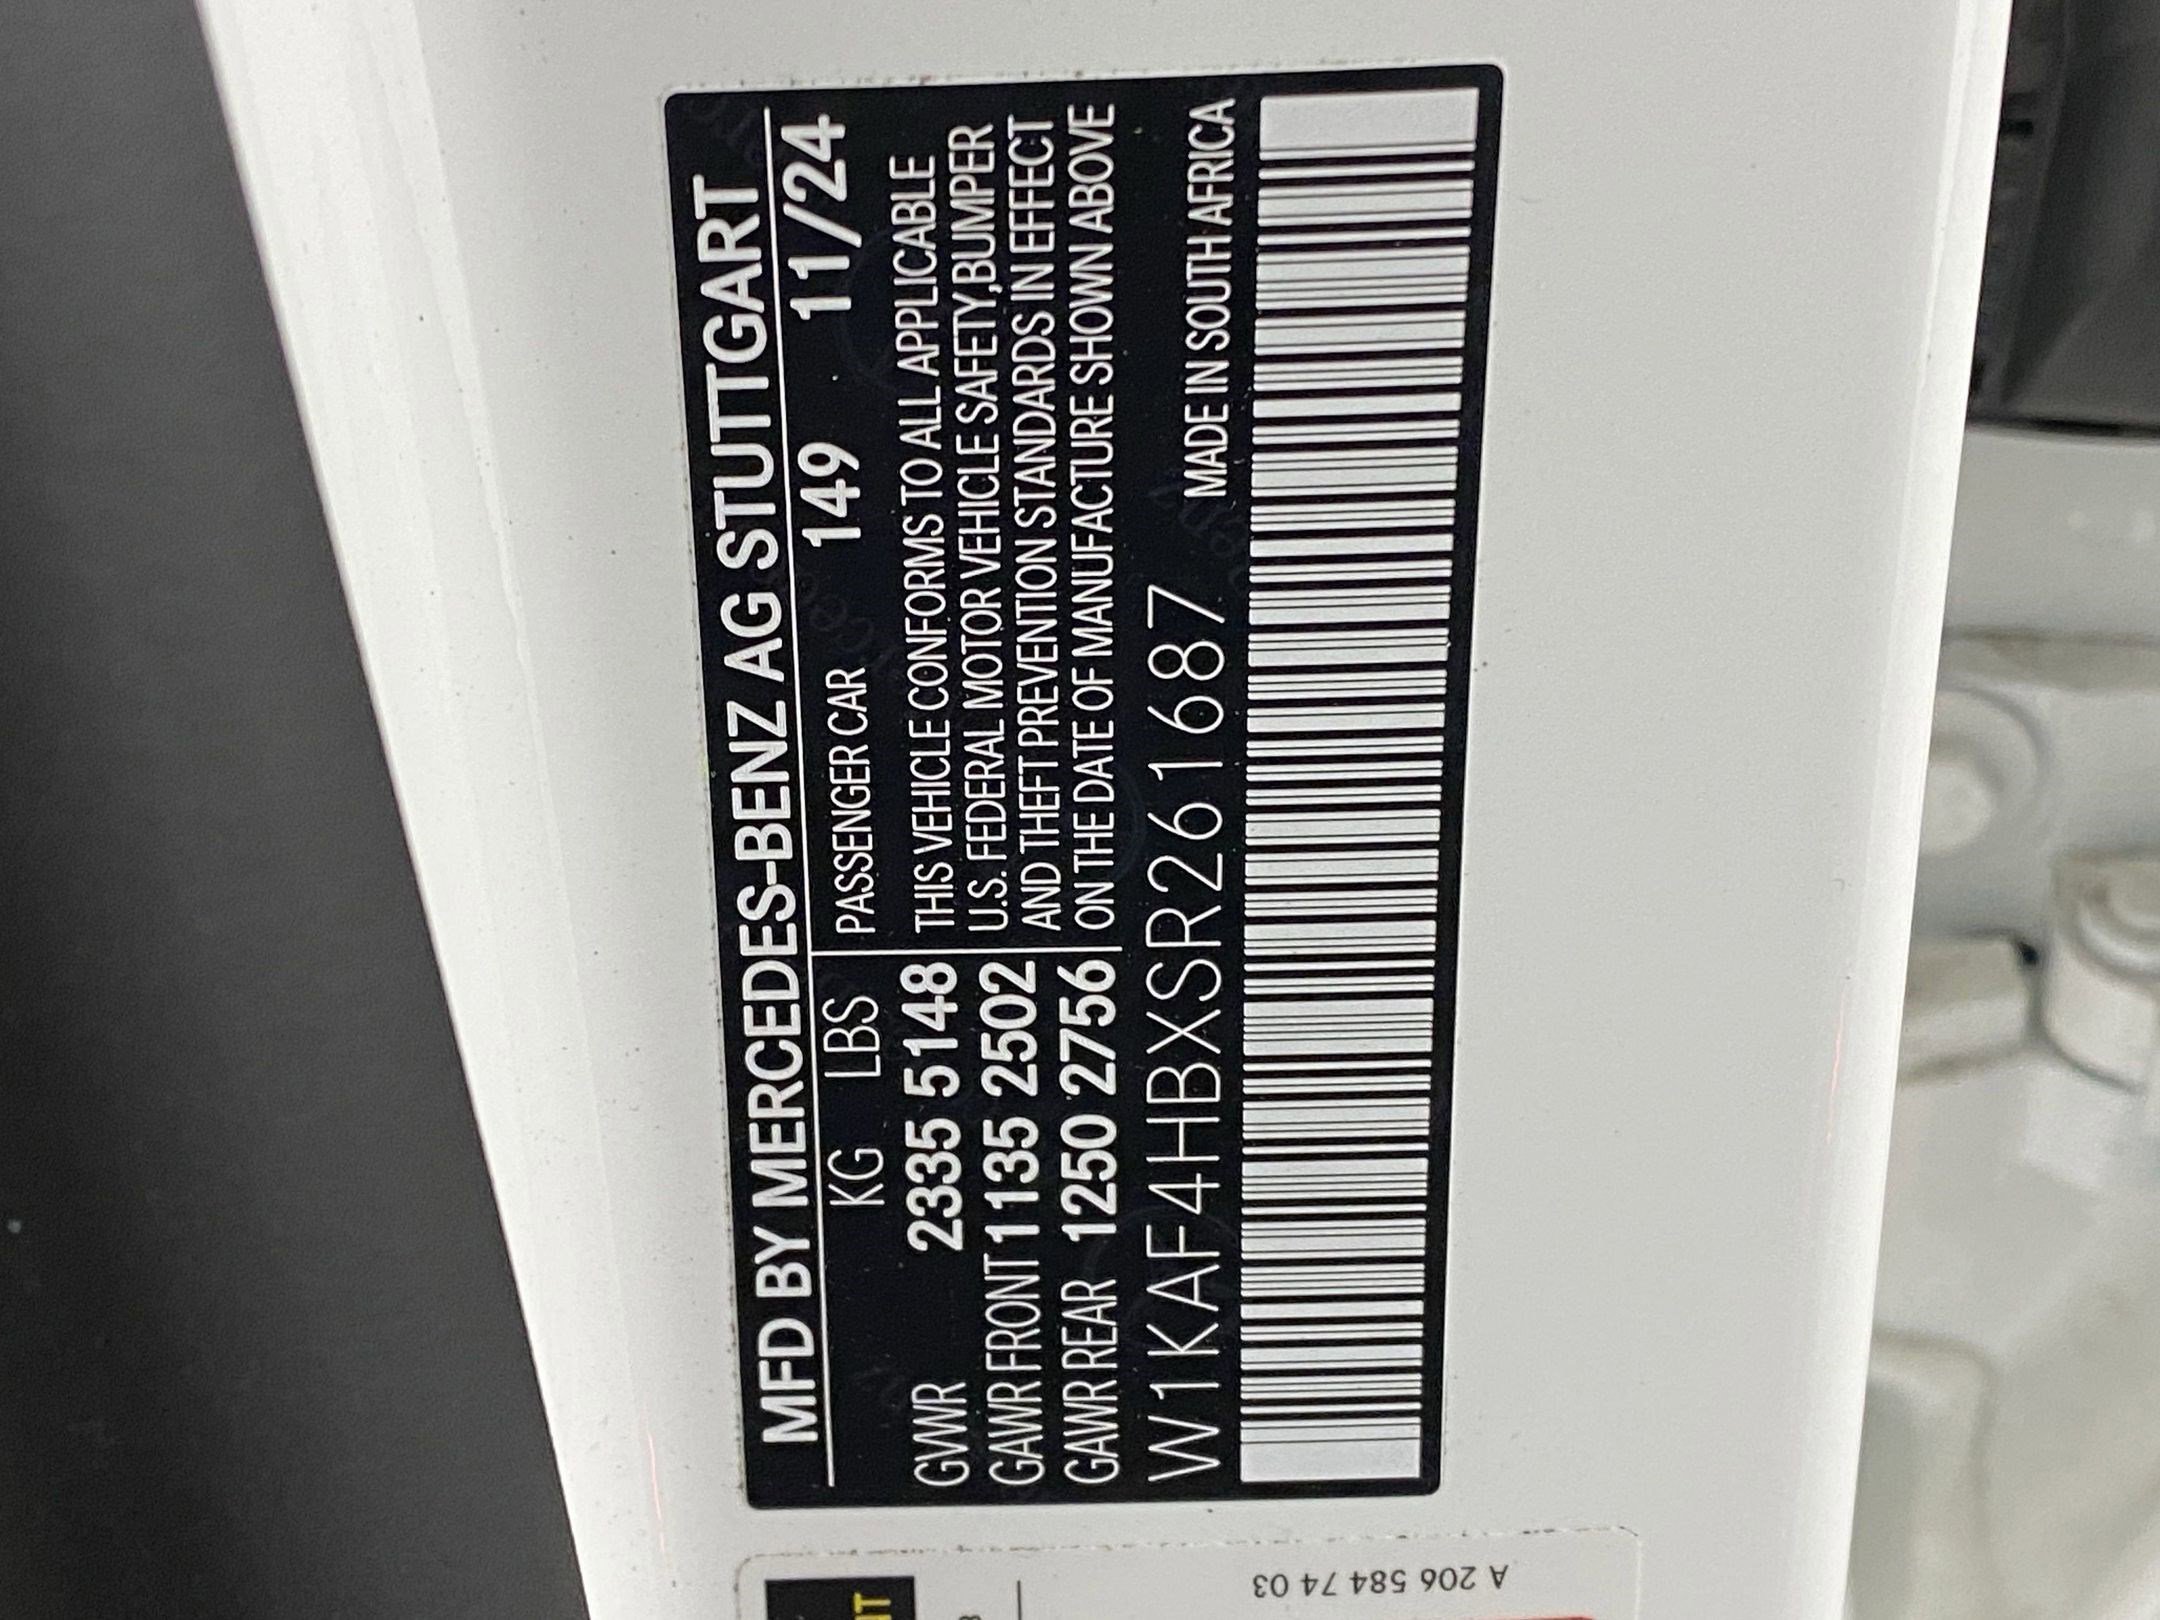 MFD BY MERCEDES-BENZ AG STUTTGART
KG LBS PASSENGER CAR 149 11/24
GVWR 2335 5148 THIS VEHICLE CONFORMS TO ALL APPLICABLE
GAWR FRONT 1135 2502 U.S. FEDERAL MOTOR VEHICLE SAFETY,BUMPER
AND THEFT PREVENTION STANDARDS IN EFFECT
GAWR REAR 1250 2756 ON THE DATE OF MANUFACTURE SHOWN ABOVE
W1KAF4HBXSR261687 MADE IN SOUTH AFRICA
A 206 584 74 03